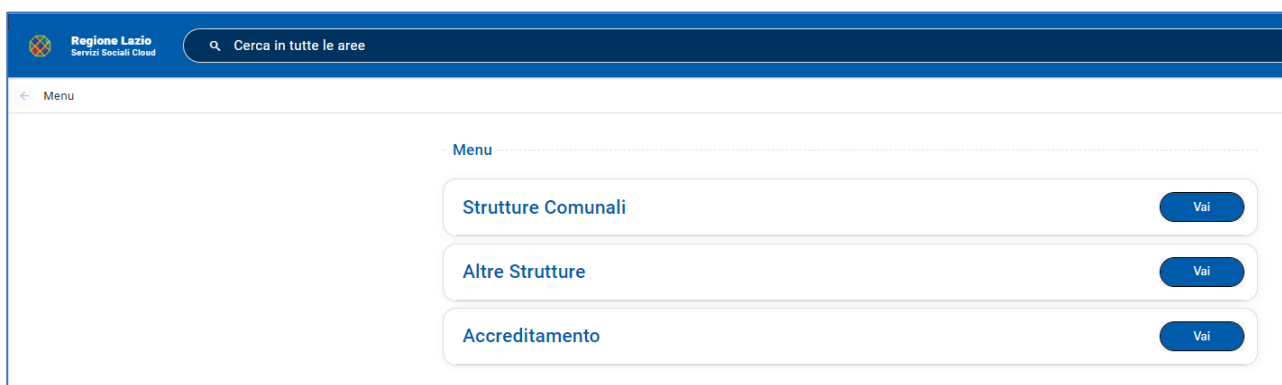 Regione Lazio
Servizi Sociali Cloud
Cerca in tutte le aree
Menu
Menu
Strutture Comunali
Vai
Altre Strutture
Vai
Accreditamento
Vai